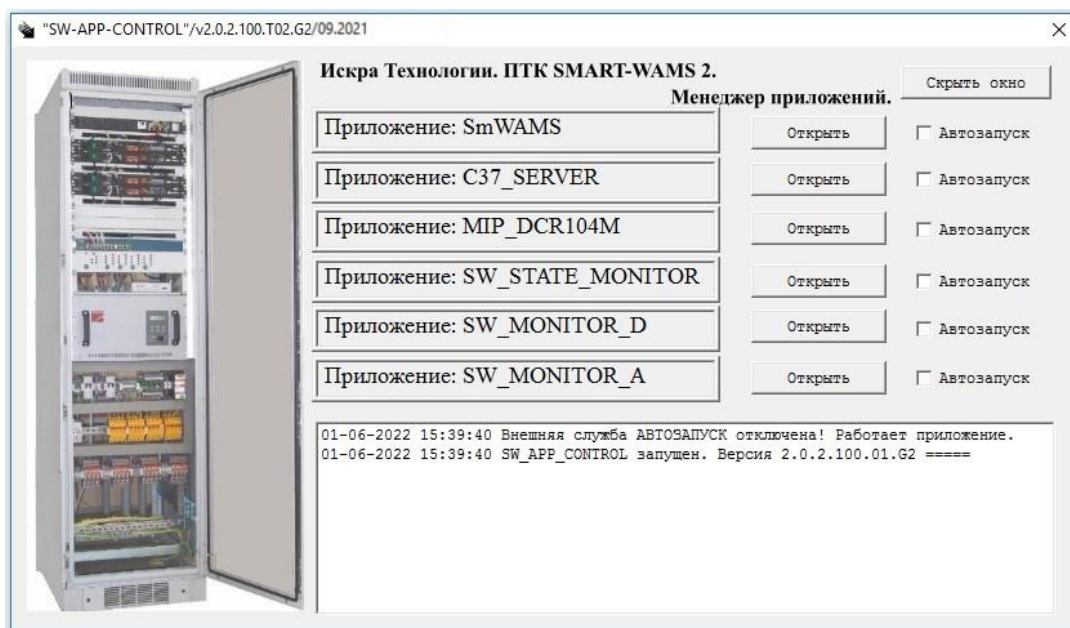 "SW-APP-CONTROL"/v2.0.2.100.T02.G2/09.2021
Искра Технологии. ПТК SMART-WAMS 2.
Менеджер приложений.
Скрыть окно
Приложение: SmWAMS
Открыть
Автозапуск
Приложение: C37_SERVER
Открыть
Автозапуск
Приложение: MIP_DCR104M
Открыть
Автозапуск
Приложение: SW_STATE_MONITOR
Открыть
Автозапуск
Приложение: SW_MONITOR_D
Открыть
Автозапуск
Приложение: SW_MONITOR_A
Открыть
Автозапуск
01-06-2022 15:39:40 Внешняя служба АВТОЗАПУСК отключена! Работает приложение.
01-06-2022 15:39:40 SW_APP_CONTROL запущен. Версия 2.0.2.100.01.G2 =====